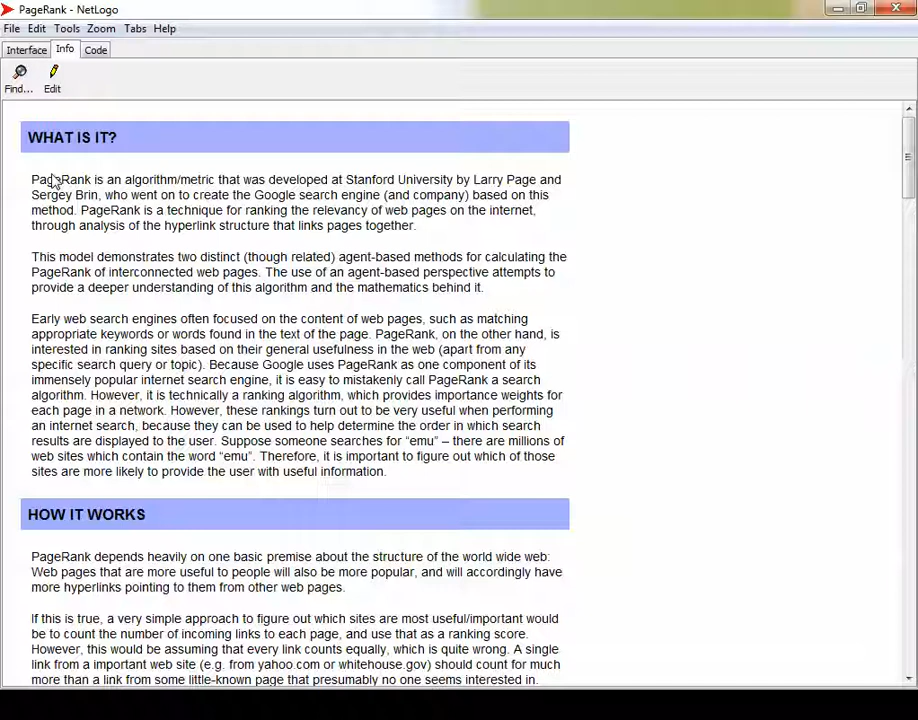 PageRank - NetLogo
File Edit Tools Zoom Tabs Help
Interface Info Code
Find... Edit
WHAT IS IT?
PageRank is an algorithm/metric that was developed at Stanford University by Larry Page and
Sergey Brin, who went on to create the Google search engine (and company) based on this
method. PageRank is a technique for ranking the relevancy of web pages on the internet,
through analysis of the hyperlink structure that links pages together.
This model demonstrates two distinct (though related) agent-based methods for calculating the
PageRank of interconnected web pages. The use of an agent-based perspective attempts to
provide a deeper understanding of this algorithm and the mathematics behind it.
Early web search engines often focused on the content of web pages, such as matching
appropriate keywords or words found in the text of the page. PageRank, on the other hand, is
interested in ranking sites based on their general usefulness in the web (apart from any
specific search query or topic). Because Google uses PageRank as one component of its
immensely popular internet search engine, it is easy to mistakenly call PageRank a search
algorithm. However, it is technically a ranking algorithm, which provides importance weights for
each page in a network. However, these rankings turn out to be very useful when performing
an internet search, because they can be used to help determine the order in which search
results are displayed to the user. Suppose someone searches for “emu” – there are millions of
web sites which contain the word “emu”. Therefore, it is important to figure out which of those
sites are more likely to provide the user with useful information.
HOW IT WORKS
PageRank depends heavily on one basic premise about the structure of the world wide web:
Web pages that are more useful to people will also be more popular, and will accordingly have
more hyperlinks pointing to them from other web pages.
If this is true, a very simple approach to figure out which sites are most useful/important would
be to count the number of incoming links to each page, and use that as a ranking score.
However, this would be assuming that every link counts equally, which is quite wrong. A single
link from a important web site (e.g. from yahoo.com or whitehouse.gov) should count for much
more than a link from some little-known page that presumably no one seems interested in.